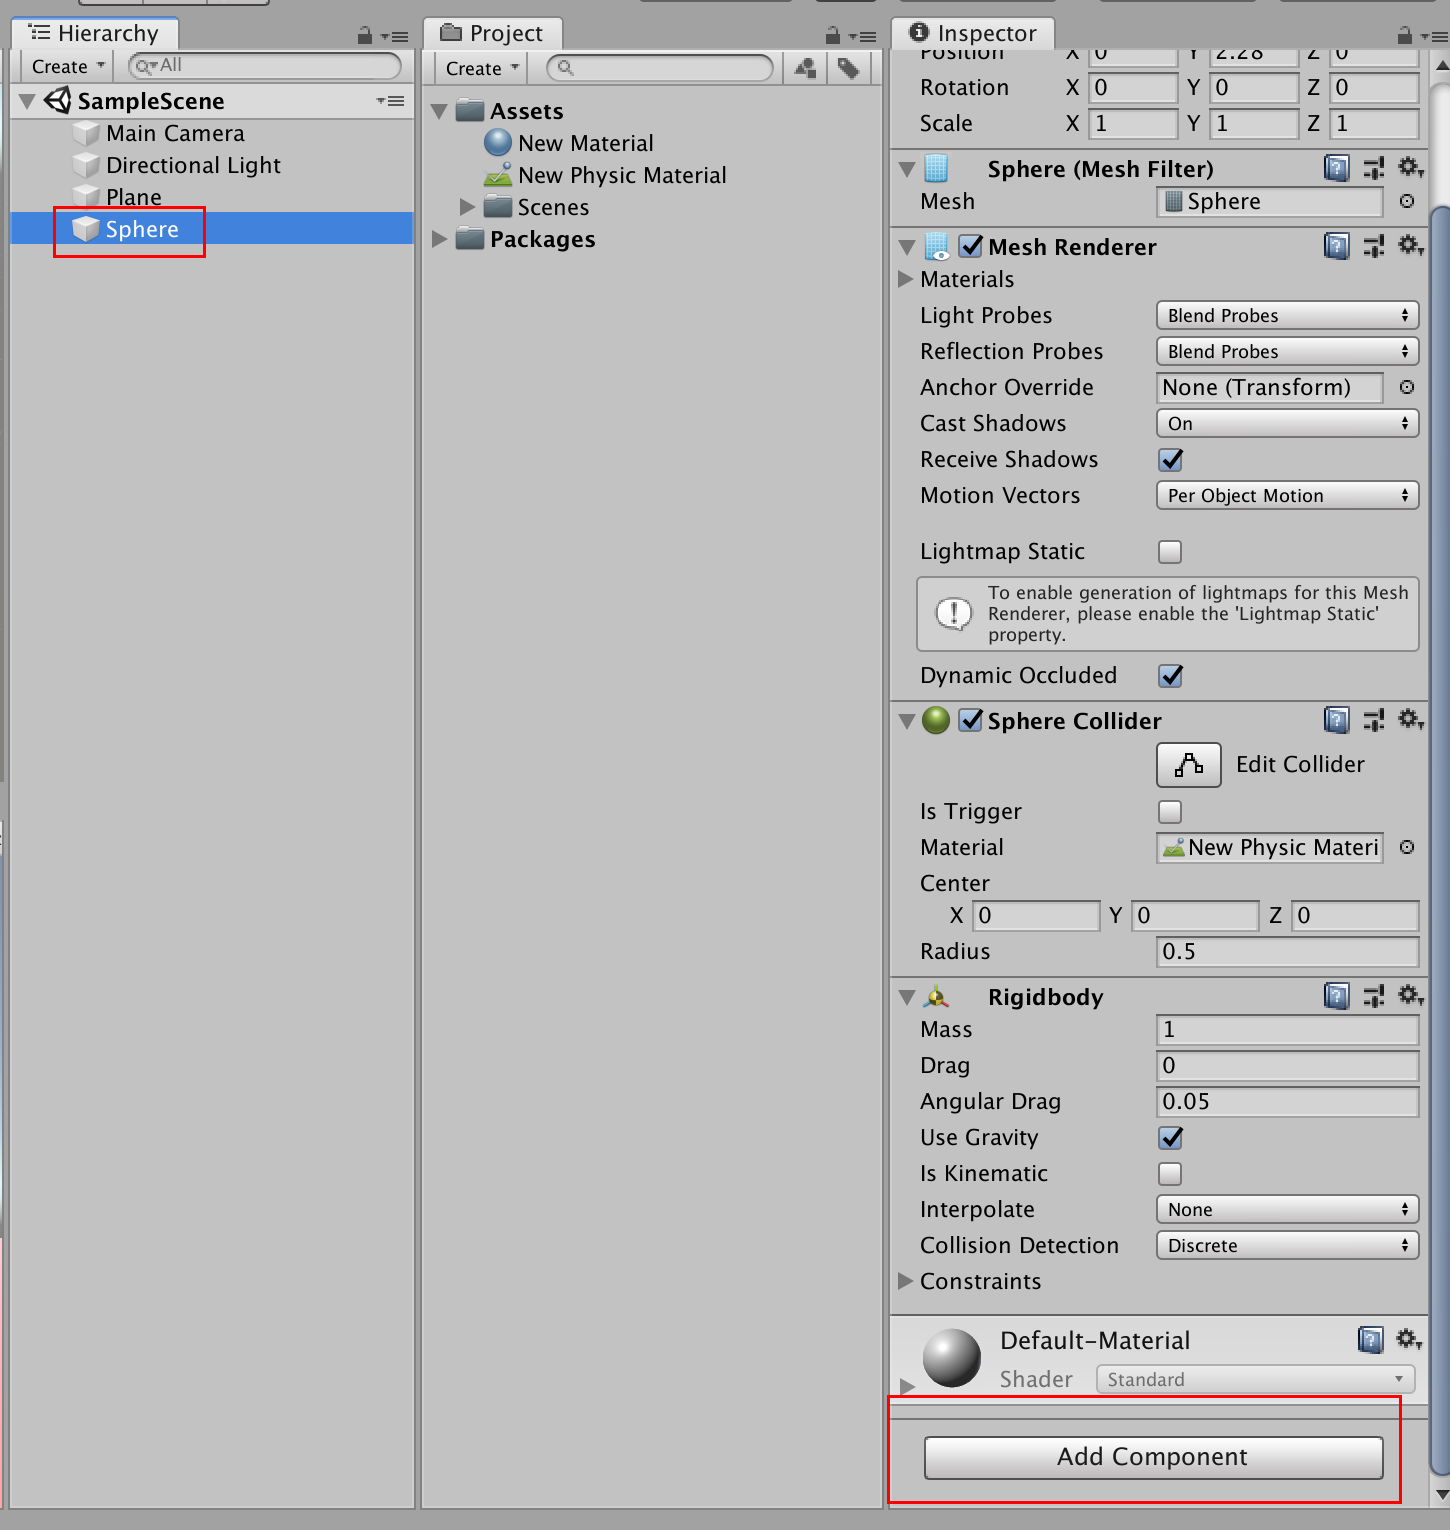 Hierarchy
Create
All
SampleScene
Main Camera
Directional Light
Plane
Sphere
Project
Create
Assets
New Material
New Physic Material
Scenes
Packages
Inspector
Position X 0 Y 2.28 Z 0
Rotation X 0 Y 0 Z 0
Scale X 1 Y 1 Z 1
Sphere (Mesh Filter)
Mesh Sphere
Mesh Renderer
Materials
Light Probes Blend Probes
Reflection Probes Blend Probes
Anchor Override None (Transform)
Cast Shadows On
Receive Shadows
Motion Vectors Per Object Motion
Lightmap Static
To enable generation of lightmaps for this Mesh
Renderer, please enable the 'Lightmap Static'
property.
Dynamic Occluded
Sphere Collider
Edit Collider
Is Trigger
Material New Physic Materi
Center
X 0 Y 0 Z 0
Radius 0.5
Rigidbody
Mass 1
Drag 0
Angular Drag 0.05
Use Gravity
Is Kinematic
Interpolate None
Collision Detection Discrete
Constraints
Default-Material
Shader Standard
Add Component